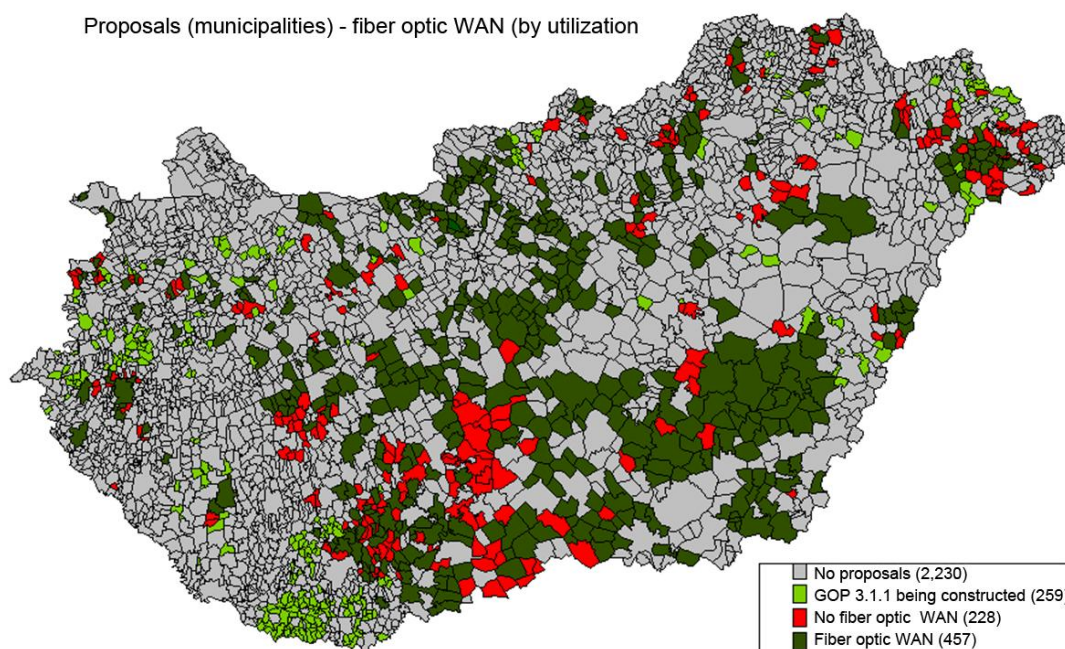 Proposals (municipalities) - fiber optic WAN (by utilization
No proposals (2,230)
GOP 3.1.1 being constructed (259)
No fiber optic WAN (228)
Fiber optic WAN (457)